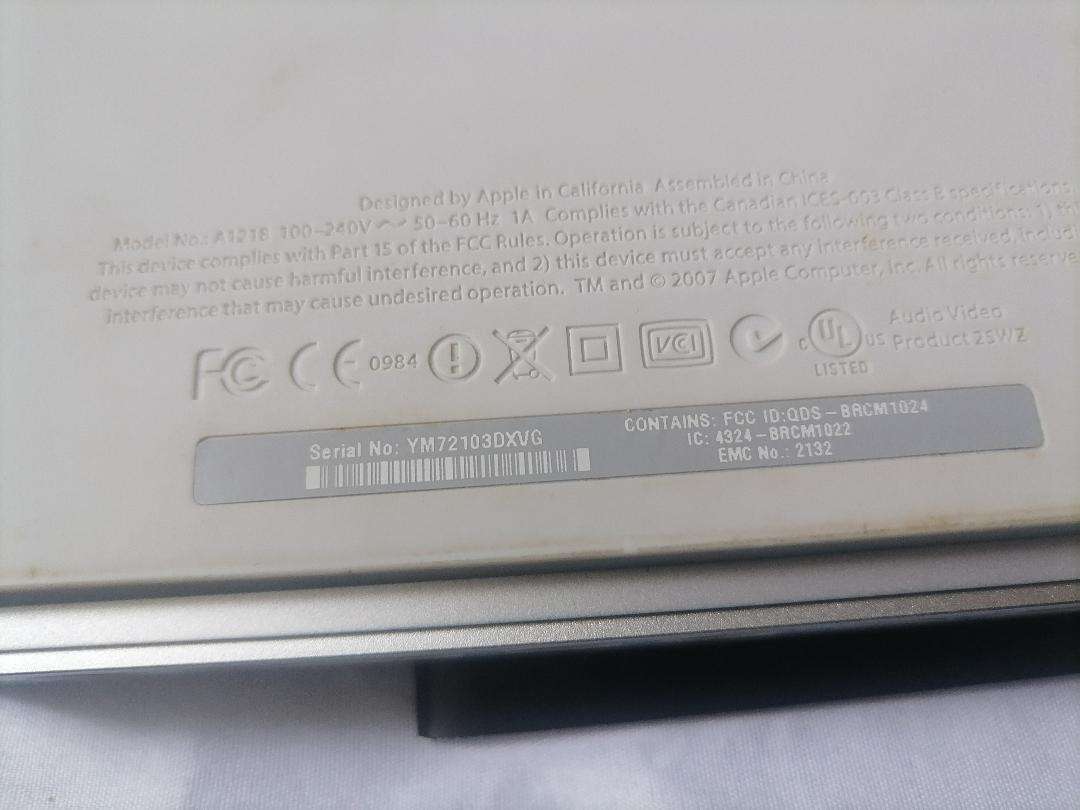 Designed by Apple in California Assembled in China
Model No.: A1218 100-240V ⏦ 50-60 Hz 1A Complies with the Canadian ICES-003 Class B specifications.
This device complies with Part 15 of the FCC Rules. Operation is subject to the following two conditions: 1) this
device may not cause harmful interference, and 2) this device must accept any interference received, includi
interference that may cause undesired operation. TM and © 2007 Apple Computer, Inc. All rights reserve
FC CE 0984 VCI C UL US LISTED Audio Video
Product 25WZ
Serial No: YM72103DXVG
CONTAINS: FCC ID:QDS-BRCM1024
IC: 4324-BRCM1022
EMC No.: 2132